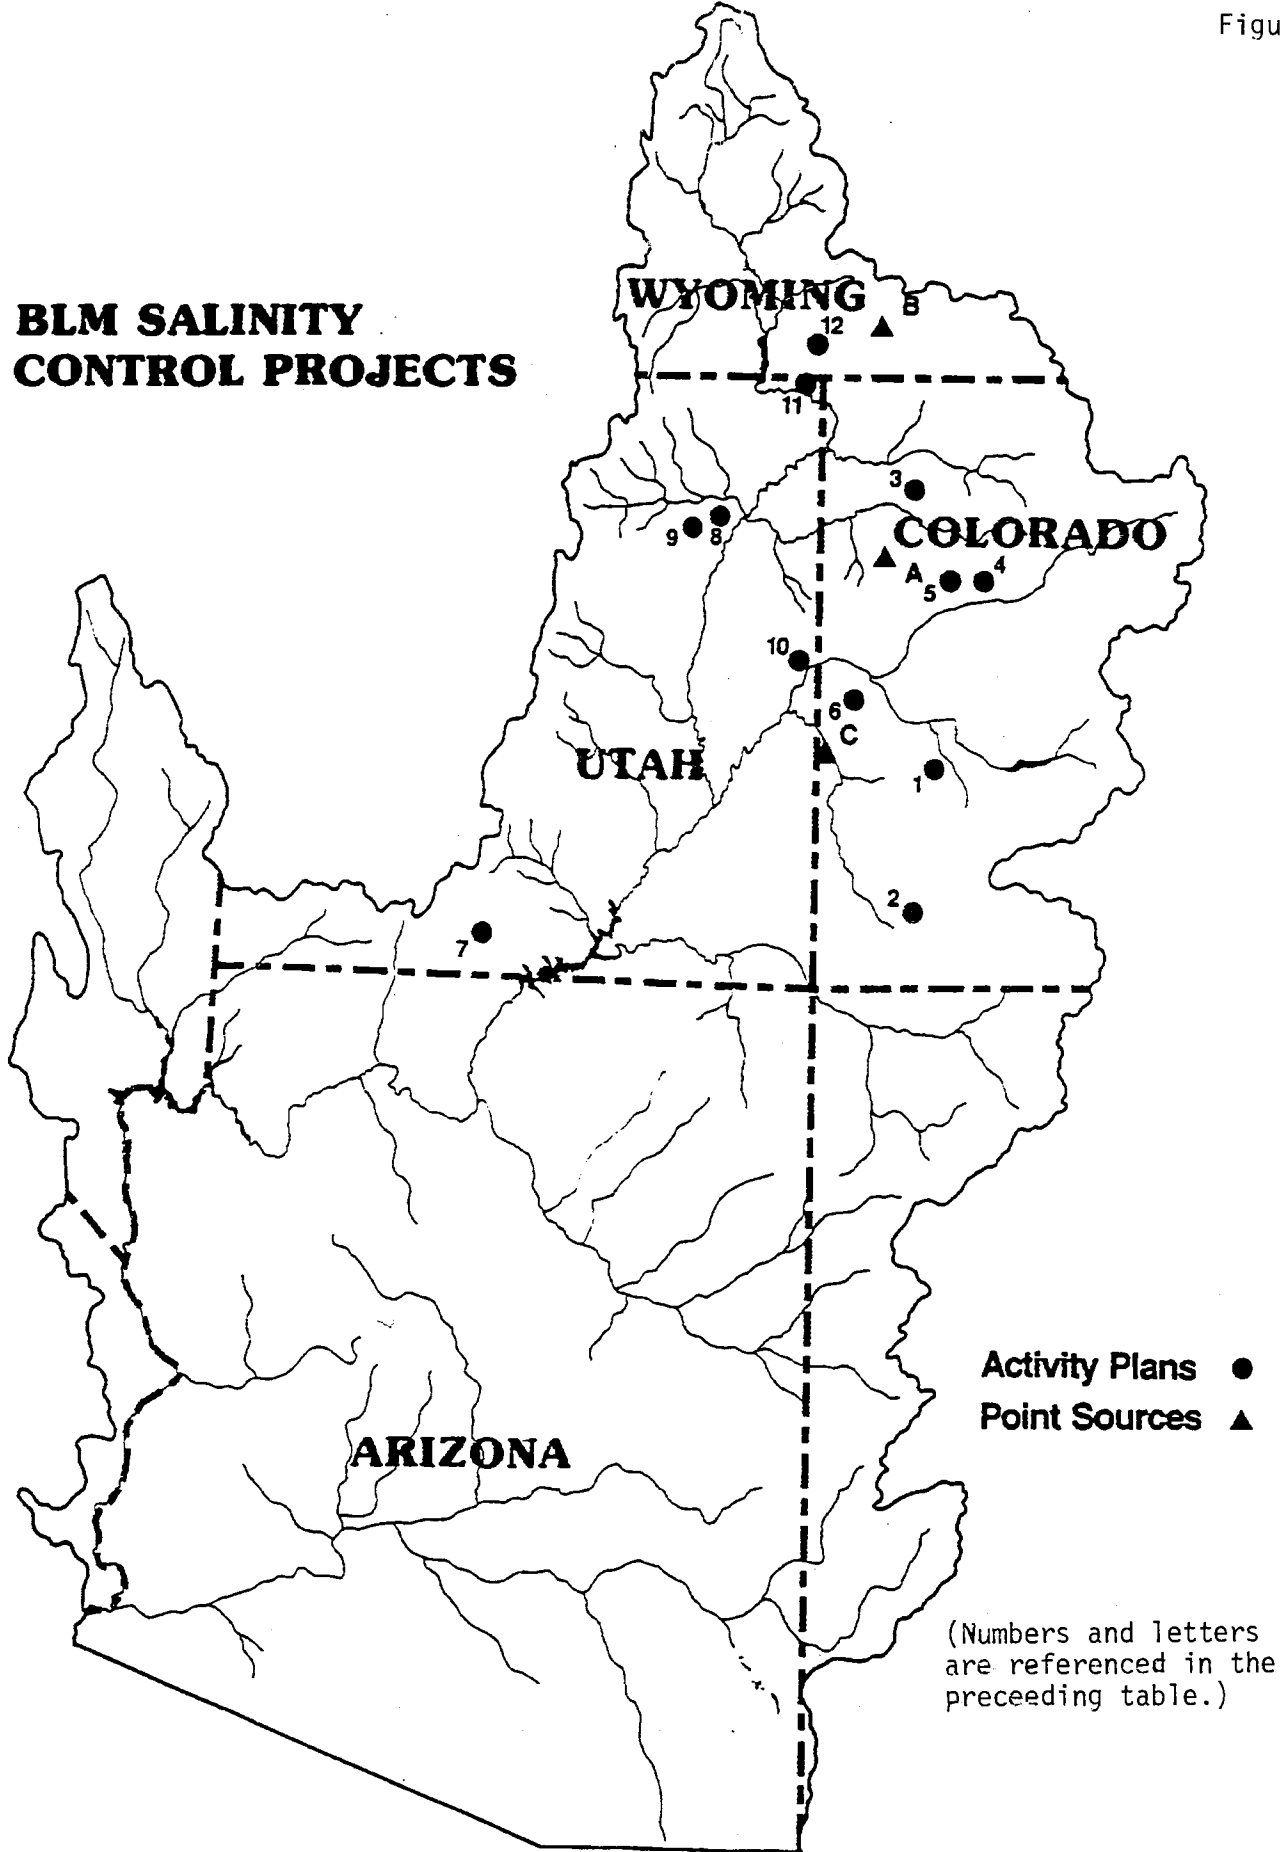 Figu
BLM SALINITY
CONTROL PROJECTS
WYOMING
B
12
11
3
COLORADO
9
8
A
5
4
10
6
C
UTAH
1
2
7
Activity Plans
Point Sources
ARIZONA
(Numbers and letters
are referenced in the
preceeding table.)